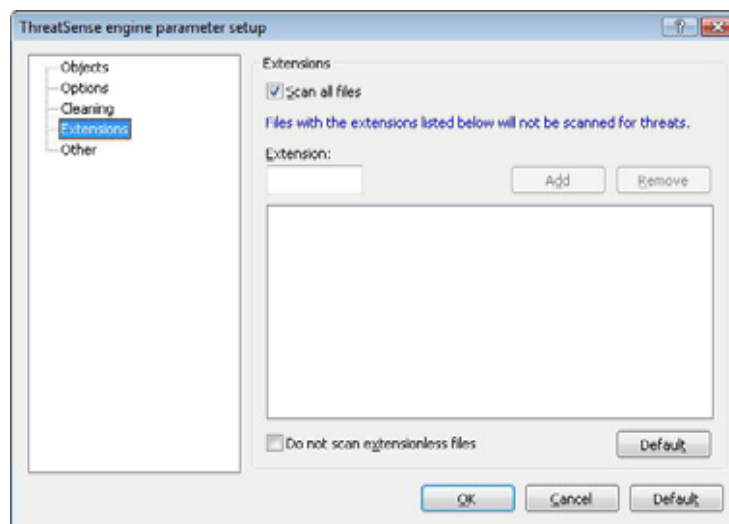 ThreatSense engine parameter setup
Objects
Options
Cleaning
Extensions
Other
Extensions
Scan all files
Files with the extensions listed below will not be scanned for threats.
Extension:
Add
Remove
Do not scan extensionless files
Default
OK
Cancel
Default